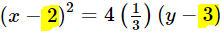 (x − 2)² = 4 (1/3) (y − 3)